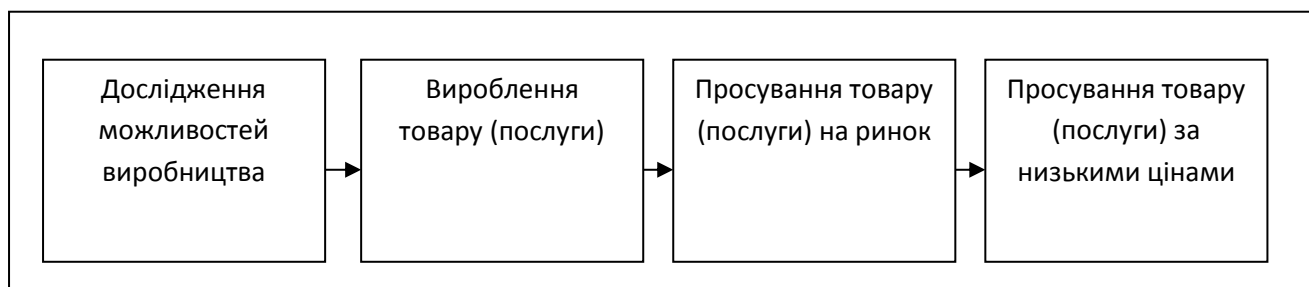 Дослідження
можливостей
виробництва
Вироблення
товару (послуги)
Просування товару
(послуги) на ринок
Просування товару
(послуги) за
низькими цінами